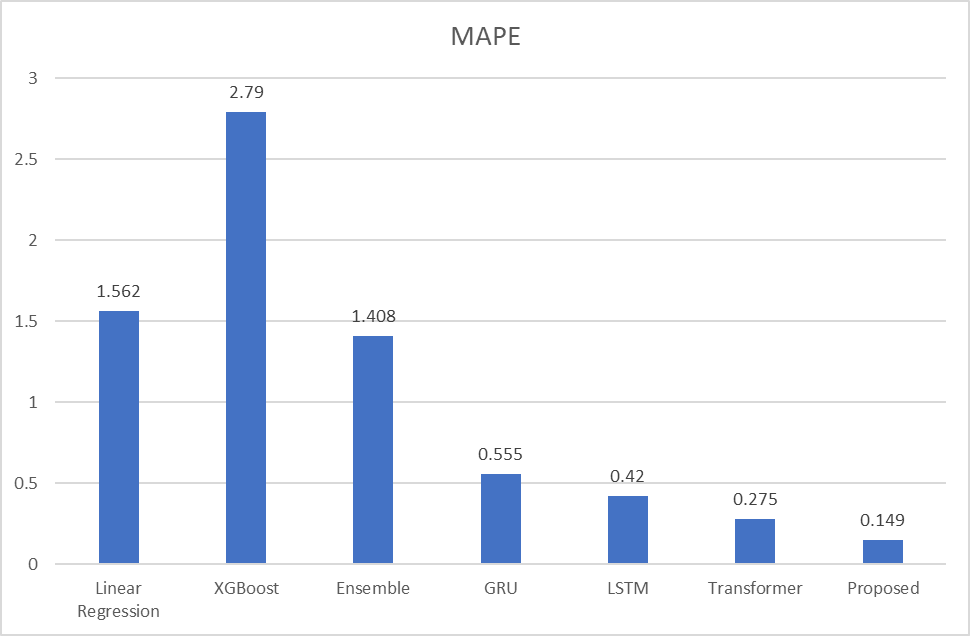 MAPE
3
2.5
2
1.5
1
0.5
0
1.562
2.79
1.408
0.555
0.42
0.275
0.149
Linear
Regression
XGBoost
Ensemble
GRU
LSTM
Transformer
Proposed